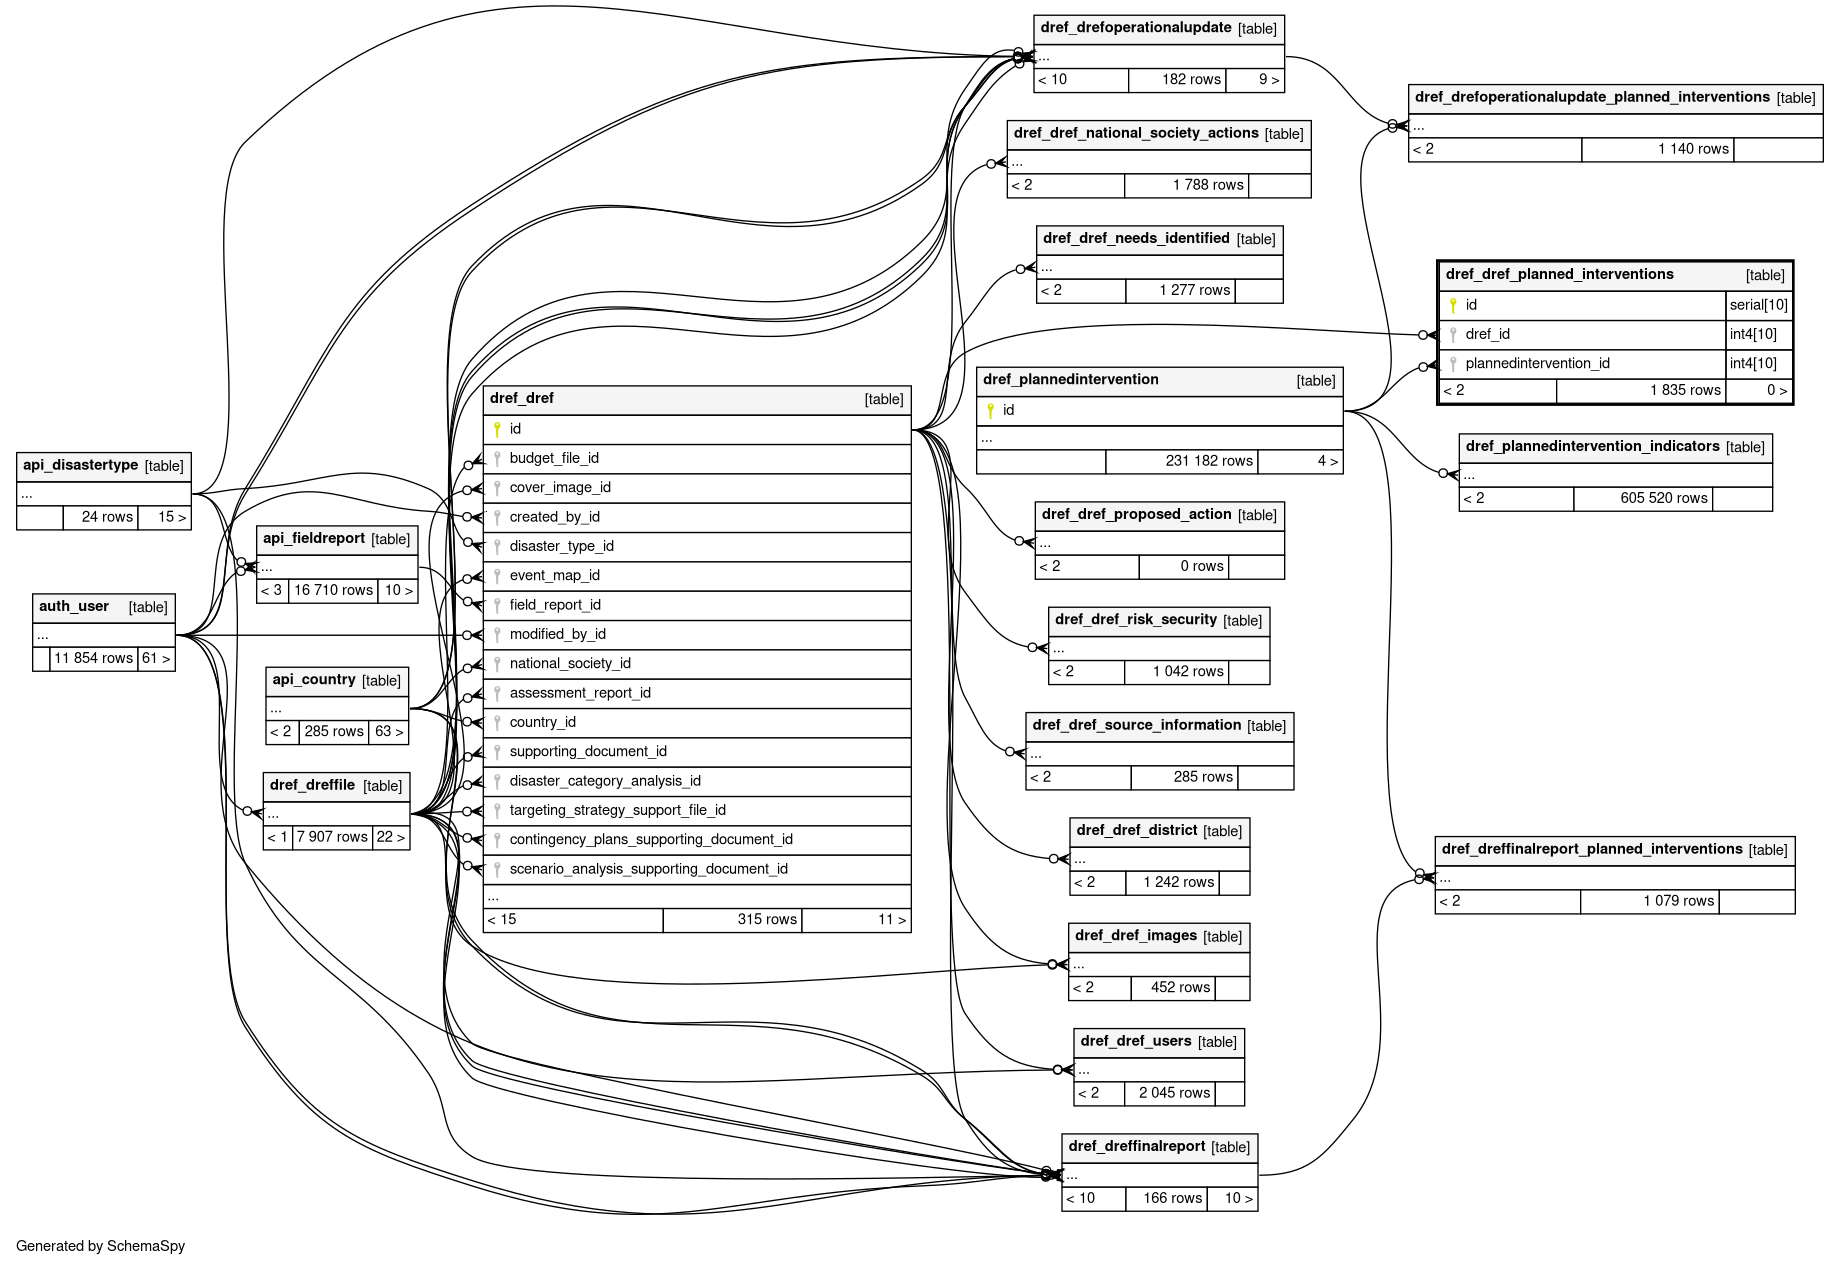 dref_drefoperationalupdate [table]
...
< 10 182 rows 9 >
dref_drefoperationalupdate_planned_interventions [table]
...
< 2 1 140 rows
dref_dref_national_society_actions [table]
...
< 2 1 788 rows
dref_dref_needs_identified [table]
...
< 2 1 277 rows
dref_dref_planned_interventions [table]
id serial[10]
dref_id int4[10]
plannedintervention_id int4[10]
< 2 1 835 rows 0 >
dref_plannedintervention [table]
id
...
231 182 rows 4 >
dref_plannedintervention_indicators [table]
...
< 2 605 520 rows
dref_dref [table]
id
budget_file_id
cover_image_id
created_by_id
disaster_type_id
event_map_id
field_report_id
modified_by_id
national_society_id
assessment_report_id
country_id
supporting_document_id
disaster_category_analysis_id
targeting_strategy_support_file_id
contingency_plans_supporting_document_id
scenario_analysis_supporting_document_id
...
< 15 315 rows 11 >
api_disastertype [table]
...
24 rows 15 >
api_fieldreport [table]
...
< 3 16 710 rows 10 >
auth_user [table]
...
11 854 rows 61 >
api_country [table]
...
< 2 285 rows 63 >
dref_dreffile [table]
...
< 1 7 907 rows 22 >
dref_dref_proposed_action [table]
...
< 2 0 rows
dref_dref_risk_security [table]
...
< 2 1 042 rows
dref_dref_source_information [table]
...
< 2 285 rows
dref_dref_district [table]
...
< 2 1 242 rows
dref_dreffinalreport_planned_interventions [table]
...
< 2 1 079 rows
dref_dref_images [table]
...
< 2 452 rows
dref_dref_users [table]
...
< 2 2 045 rows
dref_dreffinalreport [table]
...
< 10 166 rows 10 >
Generated by SchemaSpy